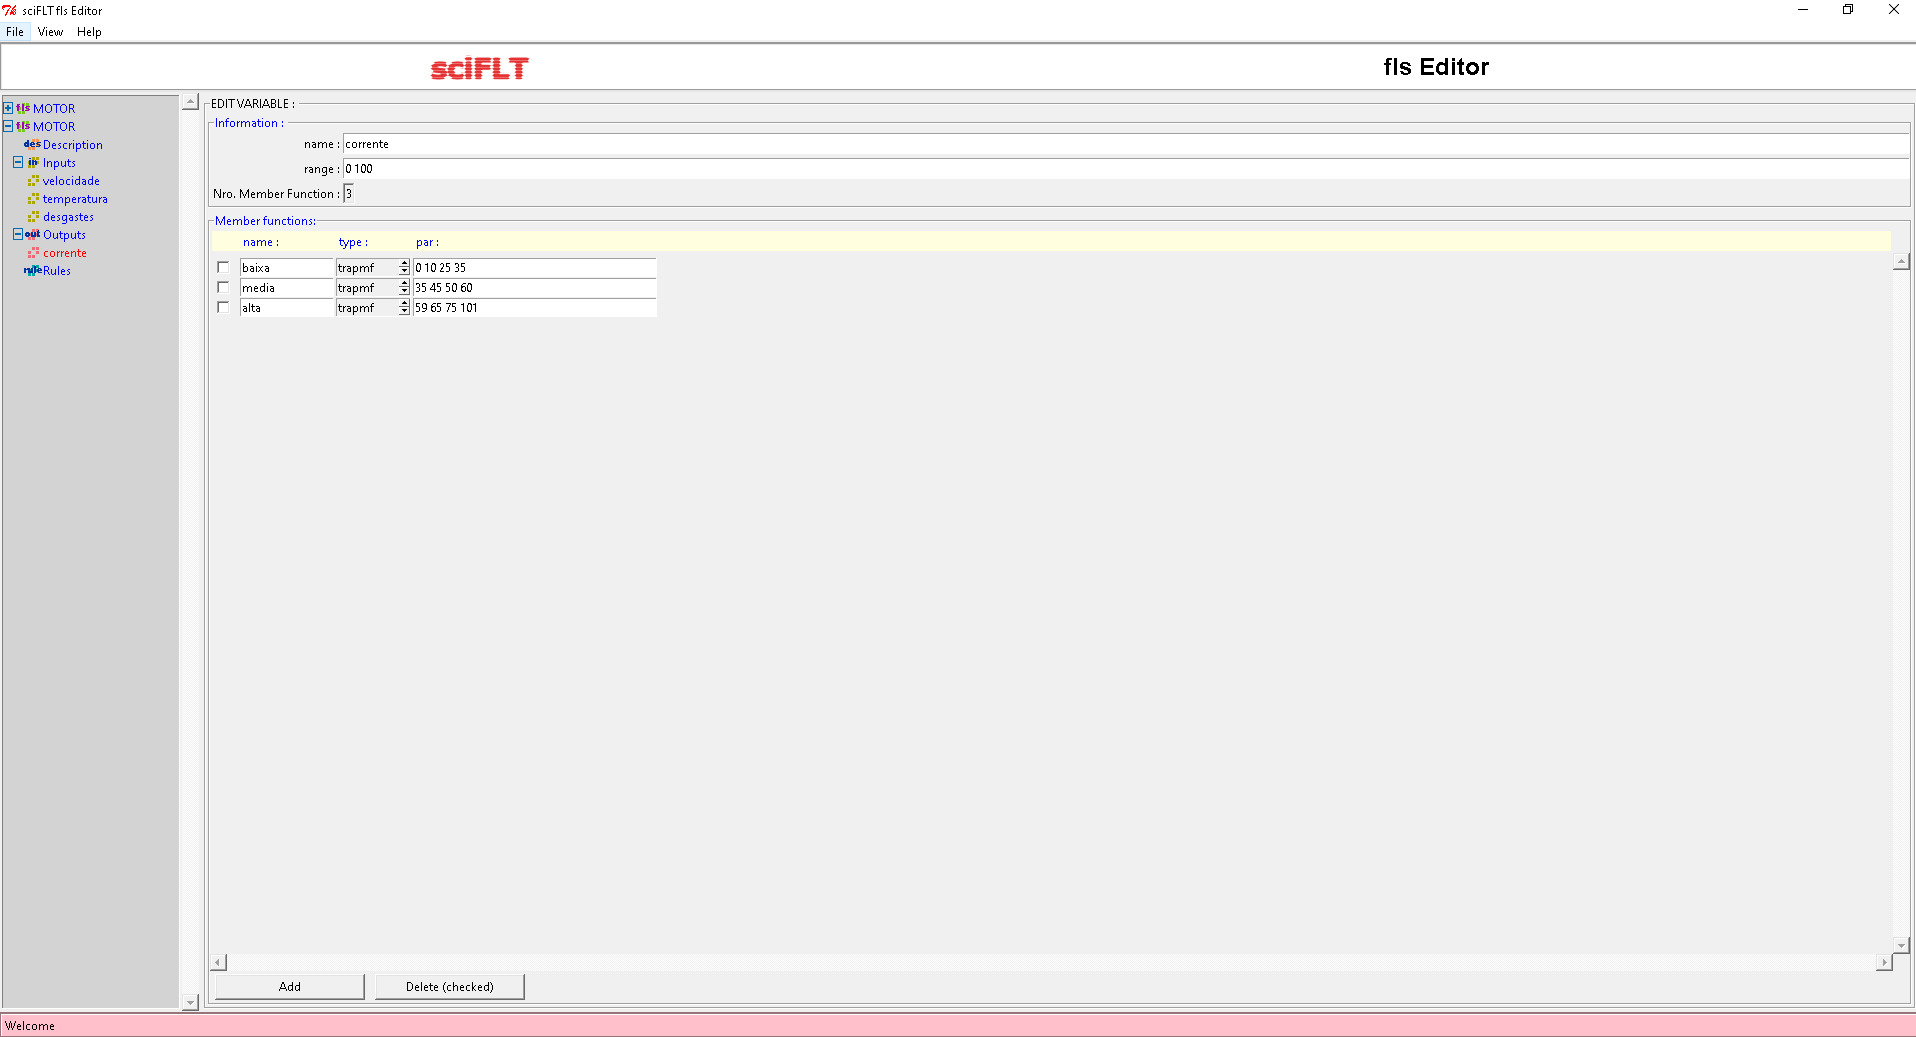 sciFLT fls Editor
File View Help
sciFLT fls Editor
fls MOTOR
fls MOTOR
des Description
in Inputs
velocidade
temperatura
desgastes
out Outputs
corrente
rule Rules
EDIT VARIABLE :
Information :
name : corrente
range : 0 100
Nro. Member Function : 3
Member functions:
name : type : par :
baixa trapmf 0 10 25 35
media trapmf 35 45 50 60
alta trapmf 59 65 75 101
Add Delete (checked)
Welcome